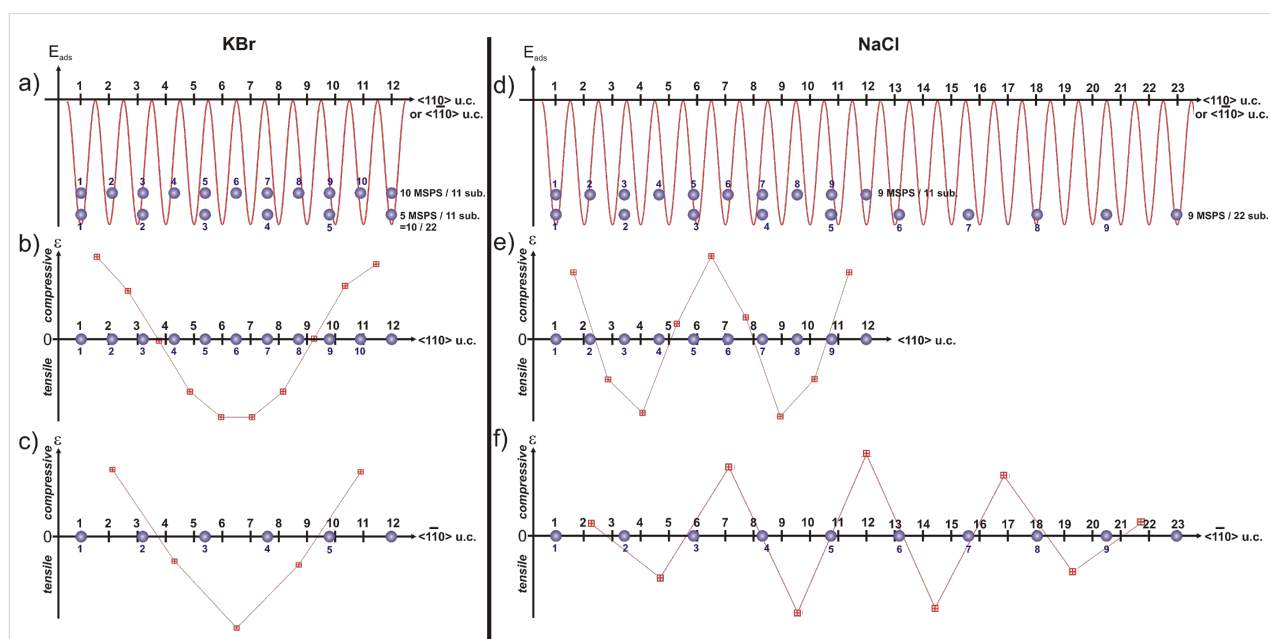 KBr
NaCl
a)
E_ads
1 2 3 4 5 6 7 8 9 10 11 12
<110> u.c.
or <1̅10> u.c.
1 2 3 4 5 6 7 8 9 10
10 MSPS / 11 sub.
5 MSPS / 11 sub.
=10 / 22
1 2 3 4 5
b)
ε
compressive
0
tensile
1 2 3 4 5 6 7 8 9 10 11 12
<110> u.c.
1 2 3 4 5 6 7 8 9 10
c)
ε
compressive
0
tensile
1 2 3 4 5 6 7 8 9 10 11 12
<1̅10> u.c.
1 2 3 4 5
d)
E_ads
1 2 3 4 5 6 7 8 9 10 11 12 13 14 15 16 17 18 19 20 21 22 23
<110> u.c.
or <1̅10> u.c.
1 2 3 4 5 6 7 8 9
9 MSPS / 11 sub.
9 MSPS / 22 sub.
1 2 3 4 5 6 7 8 9
e)
ε
compressive
0
tensile
1 2 3 4 5 6 7 8 9 10 11 12
<110> u.c.
1 2 3 4 5 6 7 8 9
f)
ε
compressive
0
tensile
1 2 3 4 5 6 7 8 9 10 11 12 13 14 15 16 17 18 19 20 21 22 23
<1̅10> u.c.
1 2 3 4 5 6 7 8 9